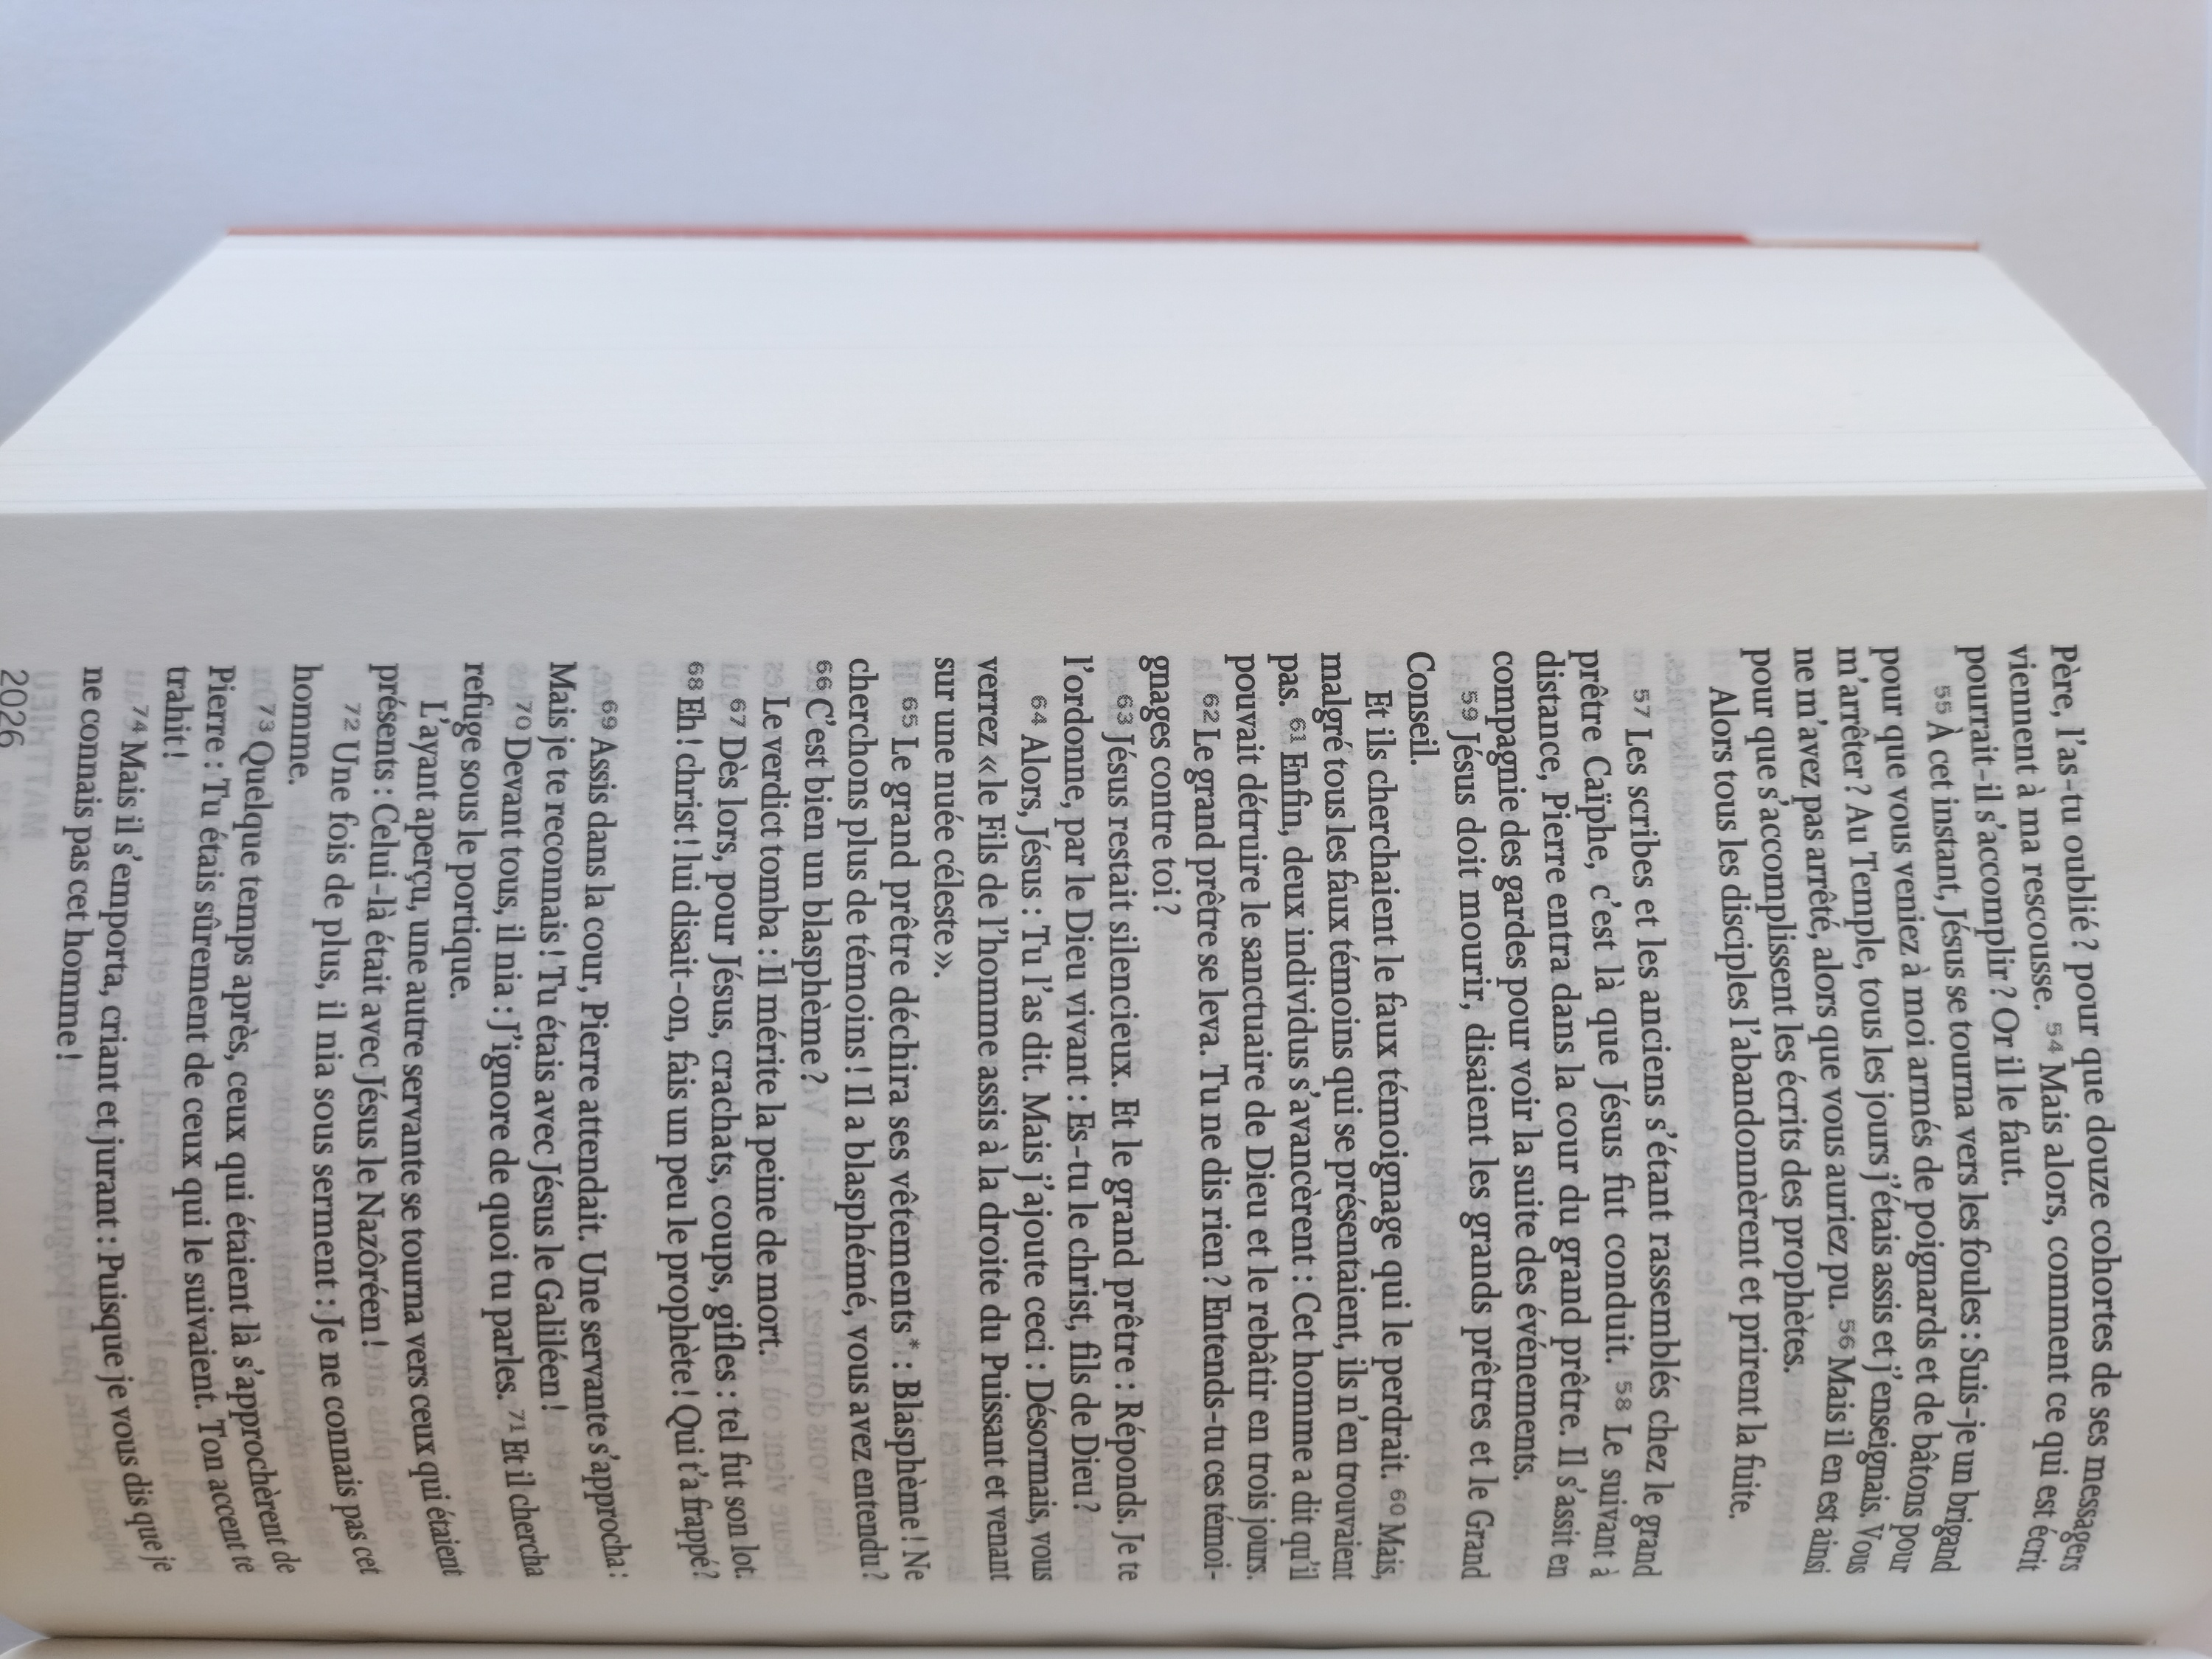 Père, l'as-tu oublié ? pour que douze cohortes de ses messagers
viennent à ma rescousse. 54 Mais alors, comment ce qui est écrit
pourrait-il s'accomplir ? Or il le faut.
55 À cet instant, Jésus se tourna vers les foules : Suis-je un brigand
pour que vous veniez à moi armés de poignards et de bâtons pour
m'arrêter ? Au Temple, tous les jours j'étais assis et j'enseignais. Vous
ne m'avez pas arrêté, alors que vous auriez pu. 56 Mais il en est ainsi
pour que s'accomplissent les écrits des prophètes.
Alors tous les disciples l'abandonnèrent et prirent la fuite.
57 Les scribes et les anciens s'étant rassemblés chez le grand
prêtre Caïphe, c'est là que Jésus fut conduit. 58 Le suivant à
distance, Pierre entra dans la cour du grand prêtre. Il s'assit en
compagnie des gardes pour voir la suite des événements.
59 Jésus doit mourir, disaient les grands prêtres et le Grand
Conseil.
Et ils cherchaient le faux témoignage qui le perdrait. 60 Mais,
malgré tous les faux témoins qui se présentaient, ils n'en trouvaient
pas. 61 Enfin, deux individus s'avancèrent : Cet homme a dit qu'il
pouvait détruire le sanctuaire de Dieu et le rebâtir en trois jours.
62 Le grand prêtre se leva. Tu ne dis rien ? Entends-tu ces témoi-
gnages contre toi ?
63 Jésus restait silencieux. Et le grand prêtre : Réponds. Je te
l'ordonne, par le Dieu vivant : Es-tu le christ, fils de Dieu ?
64 Alors, Jésus : Tu l'as dit. Mais j'ajoute ceci : Désormais, vous
verrez « le Fils de l'homme assis à la droite du Puissant et venant
sur une nuée céleste ».
65 Le grand prêtre déchira ses vêtements* : Blasphème ! Ne
cherchons plus de témoins ! Il a blasphémé, vous avez entendu ?
66 C'est bien un blasphème ?
Le verdict tomba : Il mérite la peine de mort.
67 Dès lors, pour Jésus, crachats, coups, gifles : tel fut son lot.
68 Eh ! christ ! lui disait-on, fais un peu le prophète ! Qui t'a frappé ?
69 Assis dans la cour, Pierre attendait. Une servante s'approcha :
Mais je te reconnais ! Tu étais avec Jésus le Galiléen !
70 Devant tous, il nia : J'ignore de quoi tu parles. 71 Et il chercha
refuge sous le portique.
L'ayant aperçu, une autre servante se tourna vers ceux qui étaient
présents : Celui-là était avec Jésus le Nazôréen !
72 Une fois de plus, il nia sous serment : Je ne connais pas cet
homme.
73 Quelque temps après, ceux qui étaient là s'approchèrent de
Pierre : Tu étais sûrement de ceux qui le suivaient. Ton accent te
trahit !
74 Mais il s'emporta, criant et jurant : Puisque je vous dis que je
ne connais pas cet homme !
2026